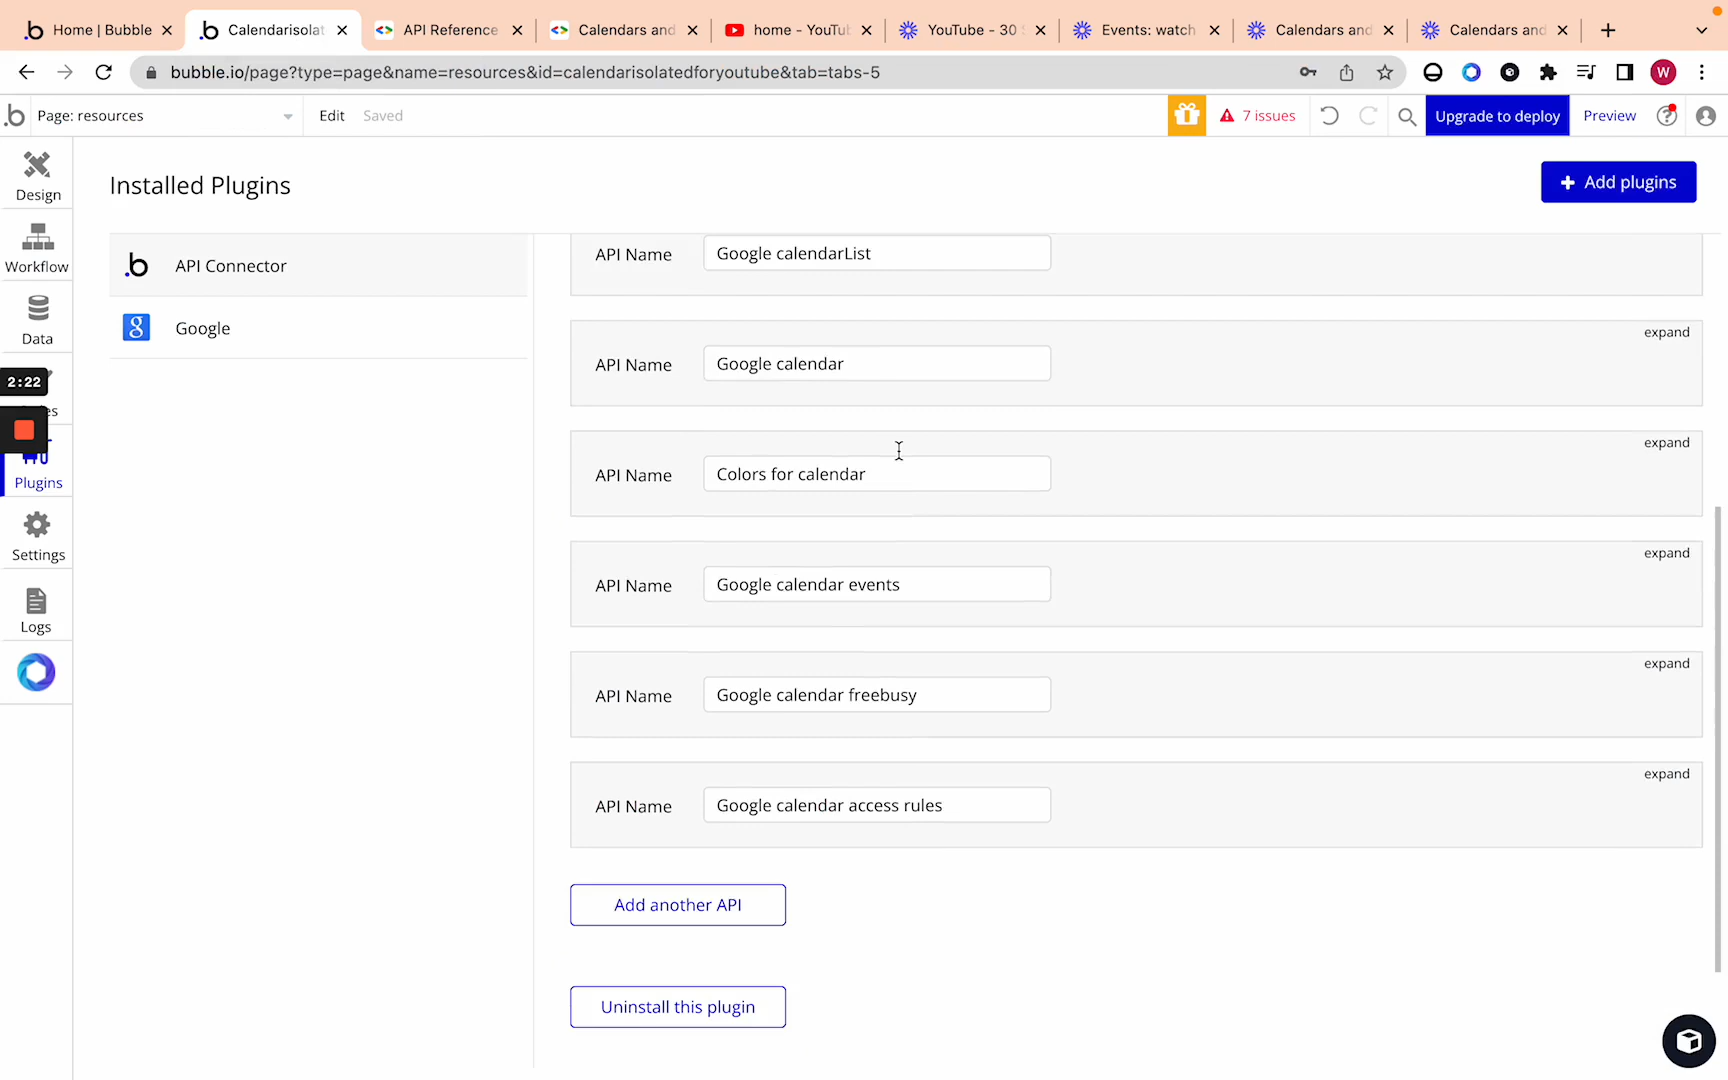 Home | Bubble
Calendarisolat
API Reference
Calendars and
home - YouTu
YouTube - 30
Events: watch
Calendars and
Calendars and
bubble.io/page?type=page&name=resources&id=calendarisolatedforyoutube&tab=tabs-5
W
Page: resources
Edit
Saved
7 issues
Upgrade to deploy
Preview
Design
Workflow
Data
2:22
Plugins
Settings
Logs
Installed Plugins
+ Add plugins
API Connector
Google
API Name
Google calendarList
expand
API Name
Google calendar
expand
API Name
Colors for calendar
expand
API Name
Google calendar events
expand
API Name
Google calendar freebusy
expand
API Name
Google calendar access rules
Add another API
Uninstall this plugin